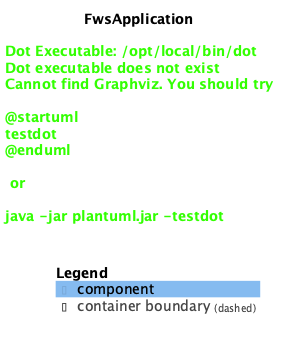 FwsApplication
Dot Executable: /opt/local/bin/dot
Dot executable does not exist
Cannot find Graphviz. You should try
@startuml
testdot
@enduml
or
java -jar plantuml.jar -testdot
Legend
▯ component
▯ container boundary (dashed)